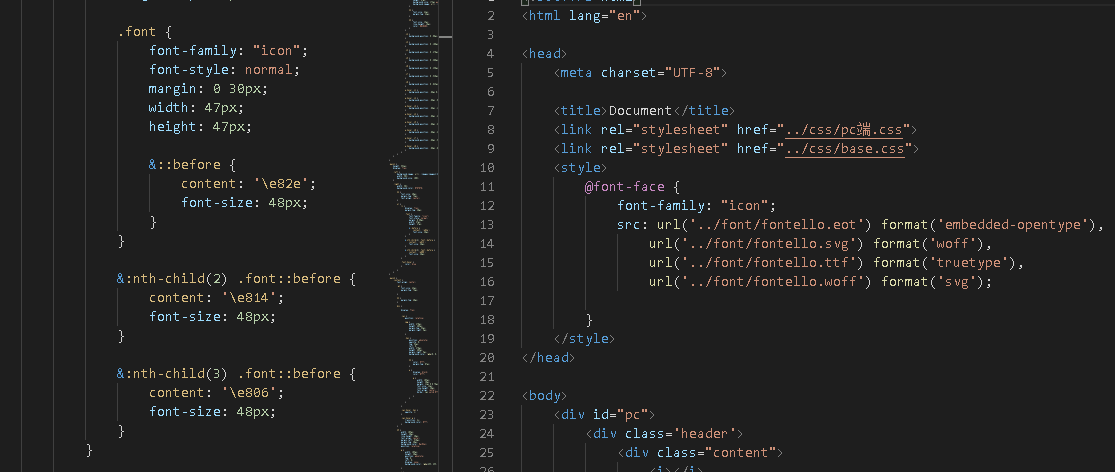 .font {
font-family: "icon";
font-style: normal;
margin: 0 30px;
width: 47px;
height: 47px;
&::before {
content: '\e82e';
font-size: 48px;
}
}
&:nth-child(2) .font::before {
content: '\e814';
font-size: 48px;
}
&:nth-child(3) .font::before {
content: '\e806';
font-size: 48px;
}
}
2 <html lang="en">
3
4 <head>
5 <meta charset="UTF-8">
6
7 <title>Document</title>
8 <link rel="stylesheet" href="../css/pc端.css">
9 <link rel="stylesheet" href="../css/base.css">
10 <style>
11 @font-face {
12 font-family: "icon";
13 src: url('../font/fontello.eot') format('embedded-opentype'),
14 url('../font/fontello.svg') format('woff'),
15 url('../font/fontello.ttf') format('truetype'),
16 url('../font/fontello.woff') format('svg');
17
18 }
19 </style>
20 </head>
21
22 <body>
23 <div id="pc">
24 <div class='header'>
25 <div class="content">
26 <i></i>